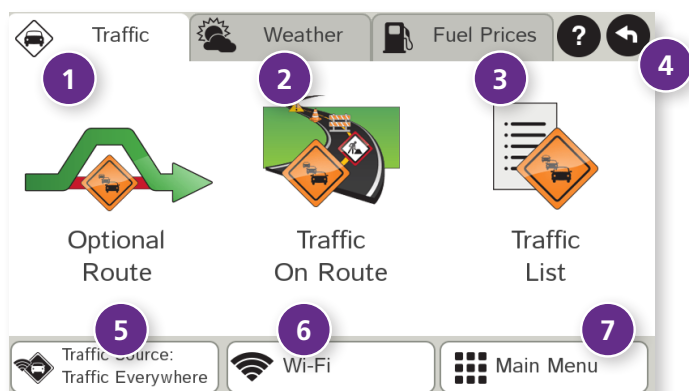 Traffic
Weather
Fuel Prices
?
1
2
3
4
Optional
Route
Traffic
On Route
Traffic
List
5
6
7
Traffic Source:
Traffic Everywhere
Wi-Fi
Main Menu